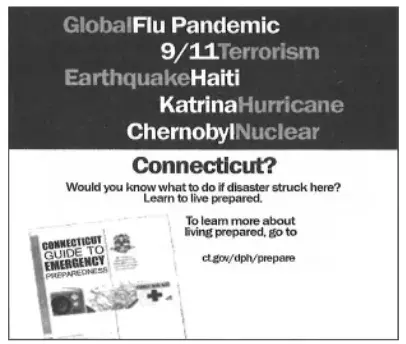 GlobalFlu Pandemic
9/11Terrorism
EarthquakeHaiti
KatrinaHurricane
ChernobylNuclear
Connecticut?
Would you know what to do if disaster struck here?
Learn to live prepared.
To learn more about
living prepared, go to
ct.gov/dph/prepare
CONNECTICUT
GUIDE TO
EMERGENCY
PREPAREDNESS